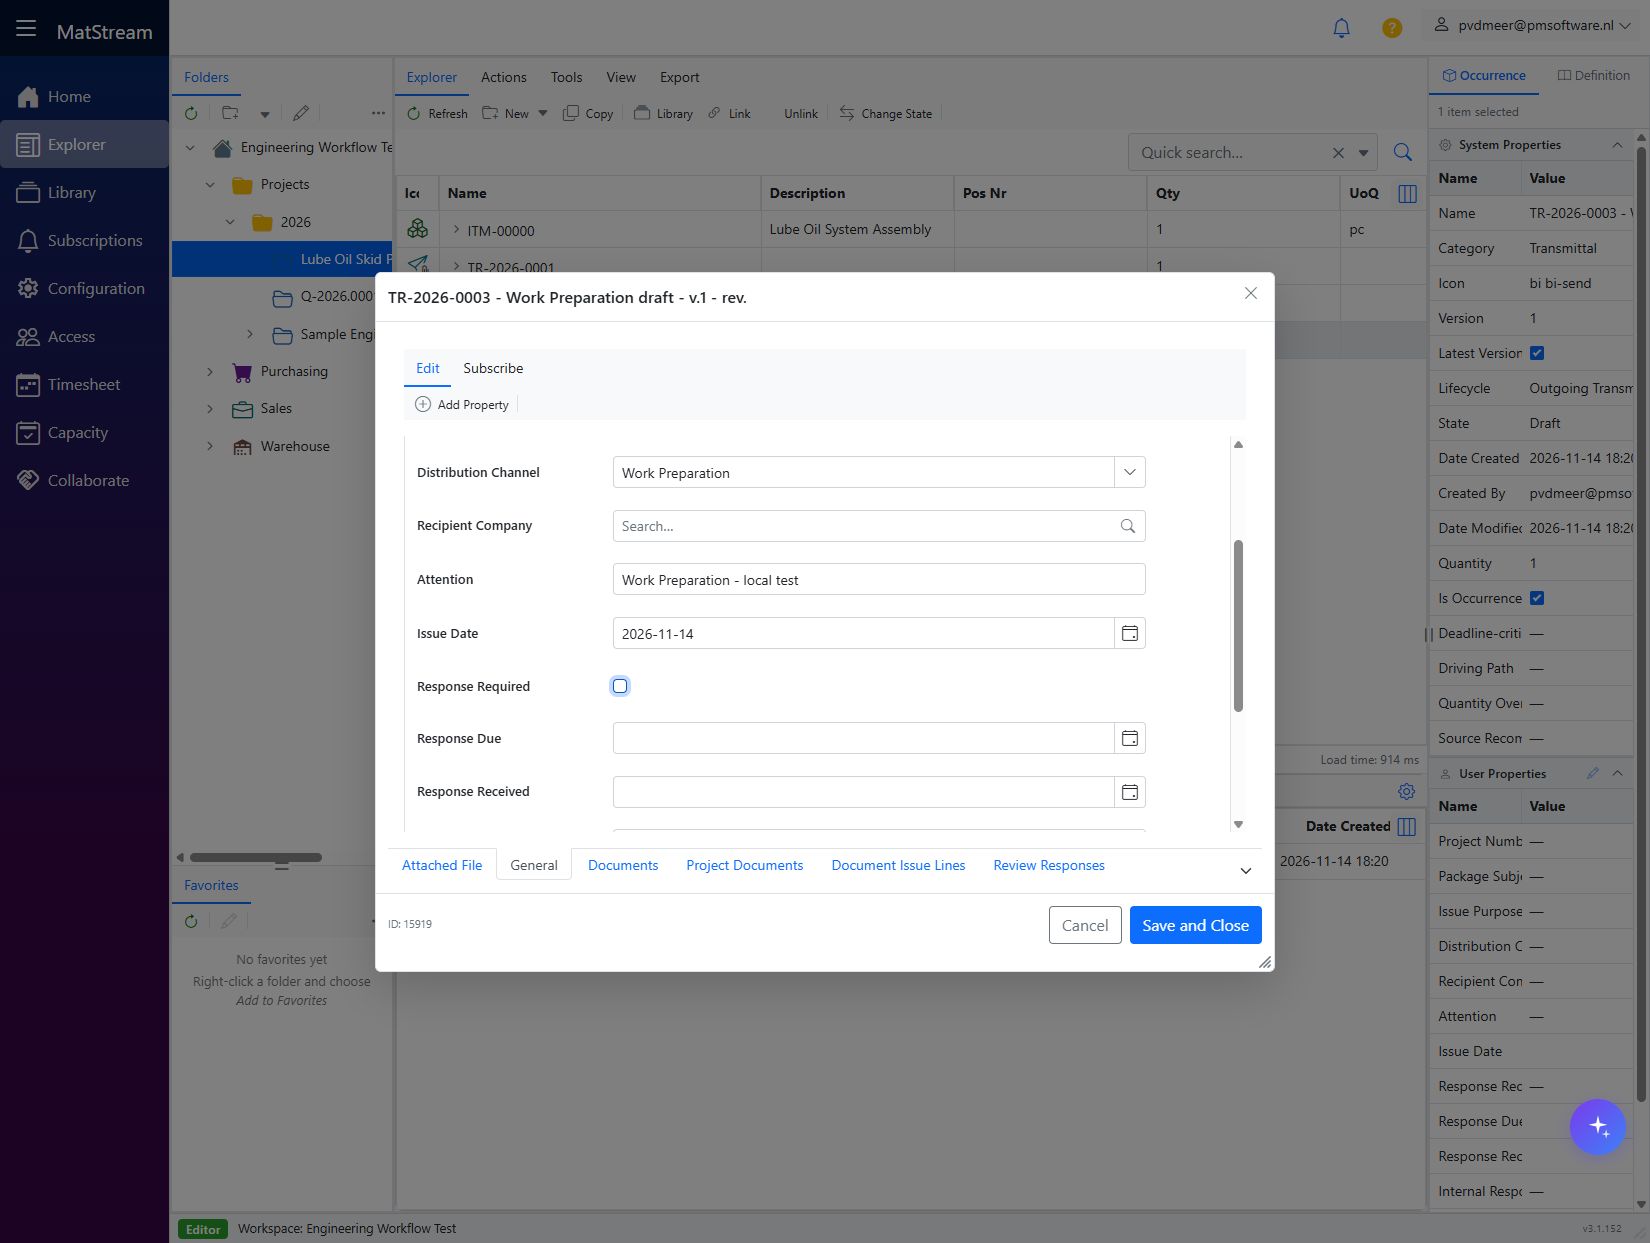 MatStream
pvdmeer@pmsoftware.nl
Home
Explorer
Library
Subscriptions
Configuration
Access
Timesheet
Capacity
Collaborate
Folders
Engineering Workflow Te
Projects
2026
Lube Oil Skid P
Q-2026.000
Sample Engi
Purchasing
Sales
Warehouse
Favorites
No favorites yet
Right-click a folder and choose
Add to Favorites
Explorer Actions Tools View Export
Refresh New Copy Library Link Unlink Change State
Quick search...
Ico Name Description Pos Nr Qty UoQ
ITM-00000 Lube Oil System Assembly 1 pc
TR-2026-0001 1
Load time: 914 ms
Date Created
2026-11-14 18:20
TR-2026-0003 - Work Preparation draft - v.1 - rev.
Edit Subscribe
Add Property
Distribution Channel Work Preparation
Recipient Company Search...
Attention Work Preparation - local test
Issue Date 2026-11-14
Response Required
Response Due
Response Received
Attached File General Documents Project Documents Document Issue Lines Review Responses
ID: 15919
Cancel Save and Close
Occurrence Definition
1 item selected
System Properties
Name Value
Name TR-2026-0003 - W
Category Transmittal
Icon bi bi-send
Version 1
Latest Version
Lifecycle Outgoing Transm
State Draft
Date Created 2026-11-14 18:20
Created By pvdmeer@pmso
Date Modified 2026-11-14 18:20
Quantity 1
Is Occurrence
Deadline-criti —
Driving Path —
Quantity Over —
Source Recom —
User Properties
Name Value
Project Numb —
Package Subj —
Issue Purpose —
Distribution C —
Recipient Com —
Attention —
Issue Date
Response Rec —
Response Due
Response Rec
Internal Respo —
Editor Workspace: Engineering Workflow Test
v3.1.152